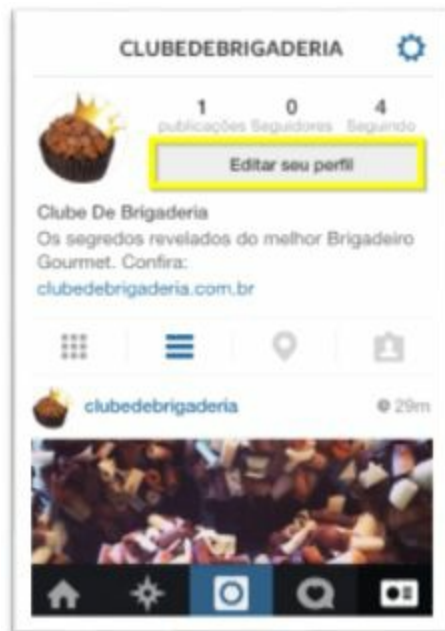 CLUBEDEBRIGADERIA
1 0 4
publicações Seguidores Seguindo
Editar seu perfil
Clube De Brigaderia
Os segredos revelados do melhor Brigadeiro
Gourmet. Confira:
clubedebrigaderia.com.br
clubedebrigaderia 29m